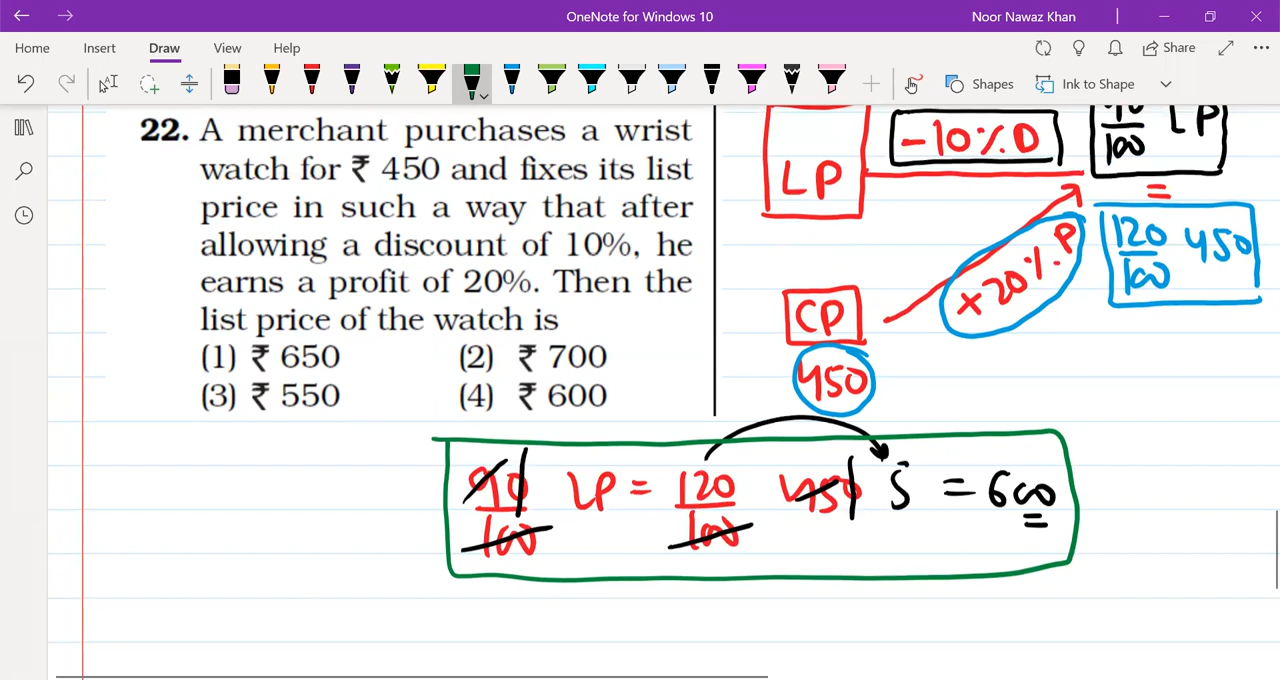 OneNote for Windows 10
Noor Nawaz Khan
Home Insert Draw View Help
Share
Shapes
Ink to Shape
22. A merchant purchases a wrist
watch for ₹ 450 and fixes its list
price in such a way that after
allowing a discount of 10%, he
earns a profit of 20%. Then the
list price of the watch is
(1) ₹ 650 (2) ₹ 700
(3) ₹ 550 (4) ₹ 600
LP
-10% D
90/100 LP
=
120/100 450
+20% P
CP
450
90/100 LP = 120/100 450 5 = 600